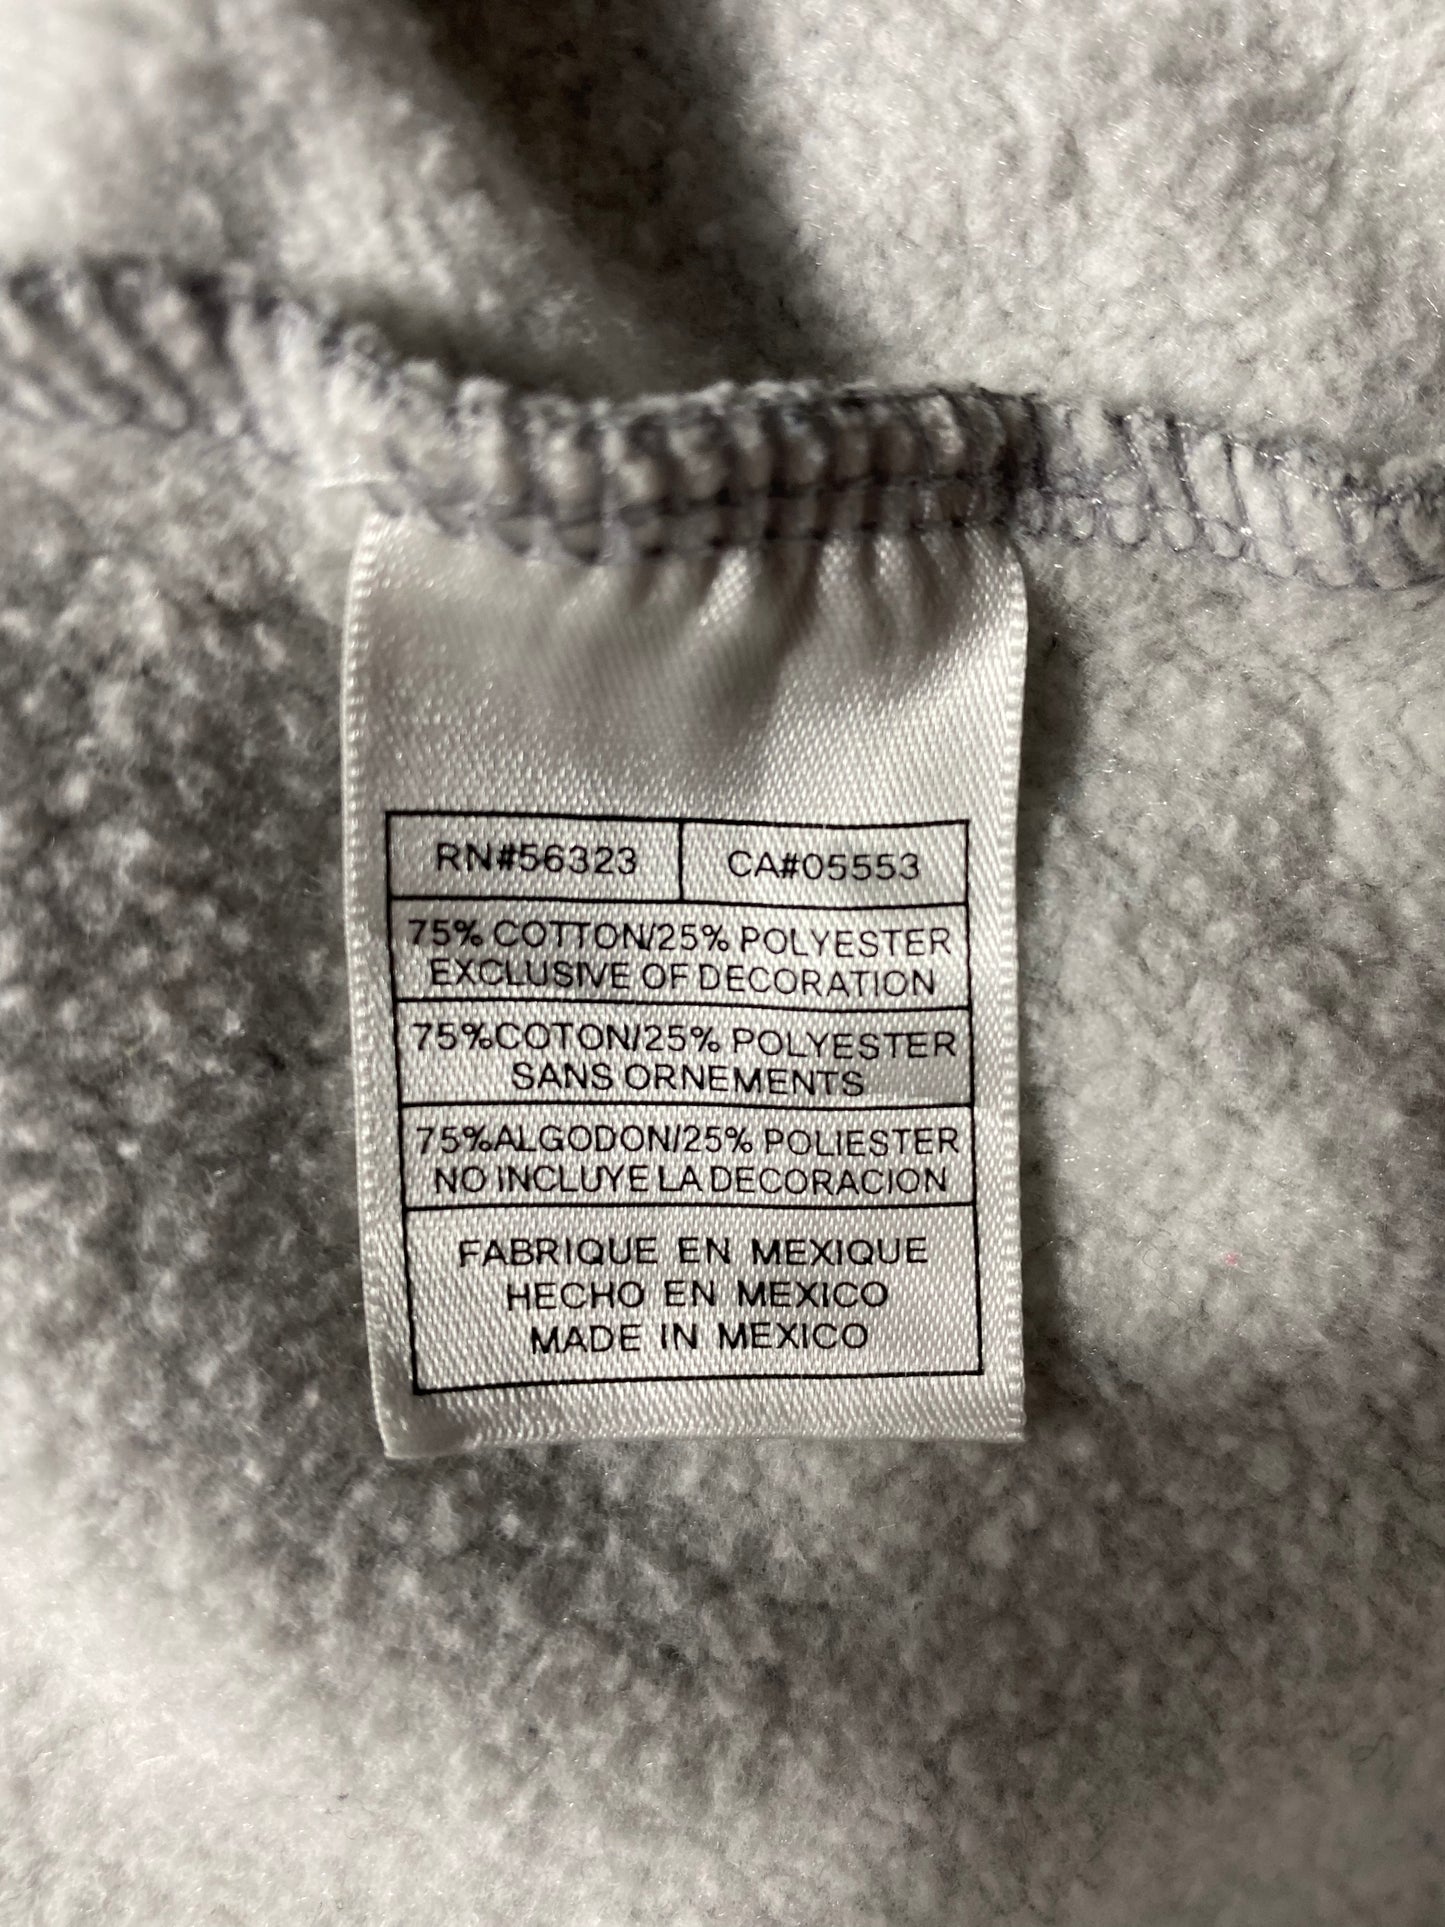 RN#56323 CA#05553
75% COTTON/25% POLYESTER
EXCLUSIVE OF DECORATION
75%COTON/25% POLYESTER
SANS ORNEMENTS
75%ALGODON/25% POLIESTER
NO INCLUYE LA DECORACION
FABRIQUE EN MEXIQUE
HECHO EN MEXICO
MADE IN MEXICO